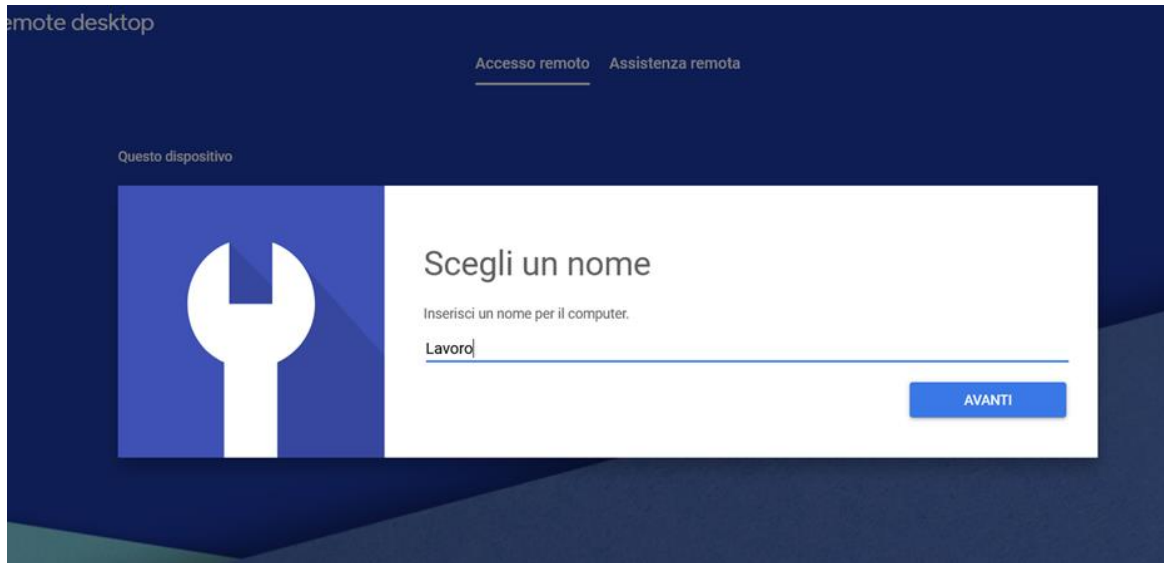 emote desktop
Accesso remoto Assistenza remota
Questo dispositivo
Scegli un nome
Inserisci un nome per il computer.
Lavoro
AVANTI